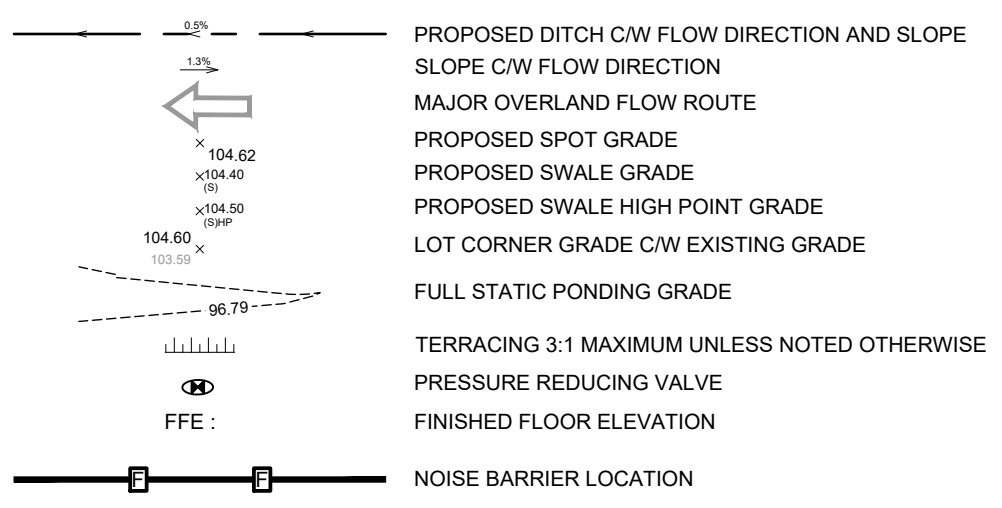 0.5%
PROPOSED DITCH C/W FLOW DIRECTION AND SLOPE
1.3%
SLOPE C/W FLOW DIRECTION
MAJOR OVERLAND FLOW ROUTE
104.62
PROPOSED SPOT GRADE
104.40
(S)
PROPOSED SWALE GRADE
104.50
(S)HP
PROPOSED SWALE HIGH POINT GRADE
104.60
103.59
LOT CORNER GRADE C/W EXISTING GRADE
96.79
FULL STATIC PONDING GRADE
TERRACING 3:1 MAXIMUM UNLESS NOTED OTHERWISE
PRESSURE REDUCING VALVE
FFE : FINISHED FLOOR ELEVATION
F F NOISE BARRIER LOCATION